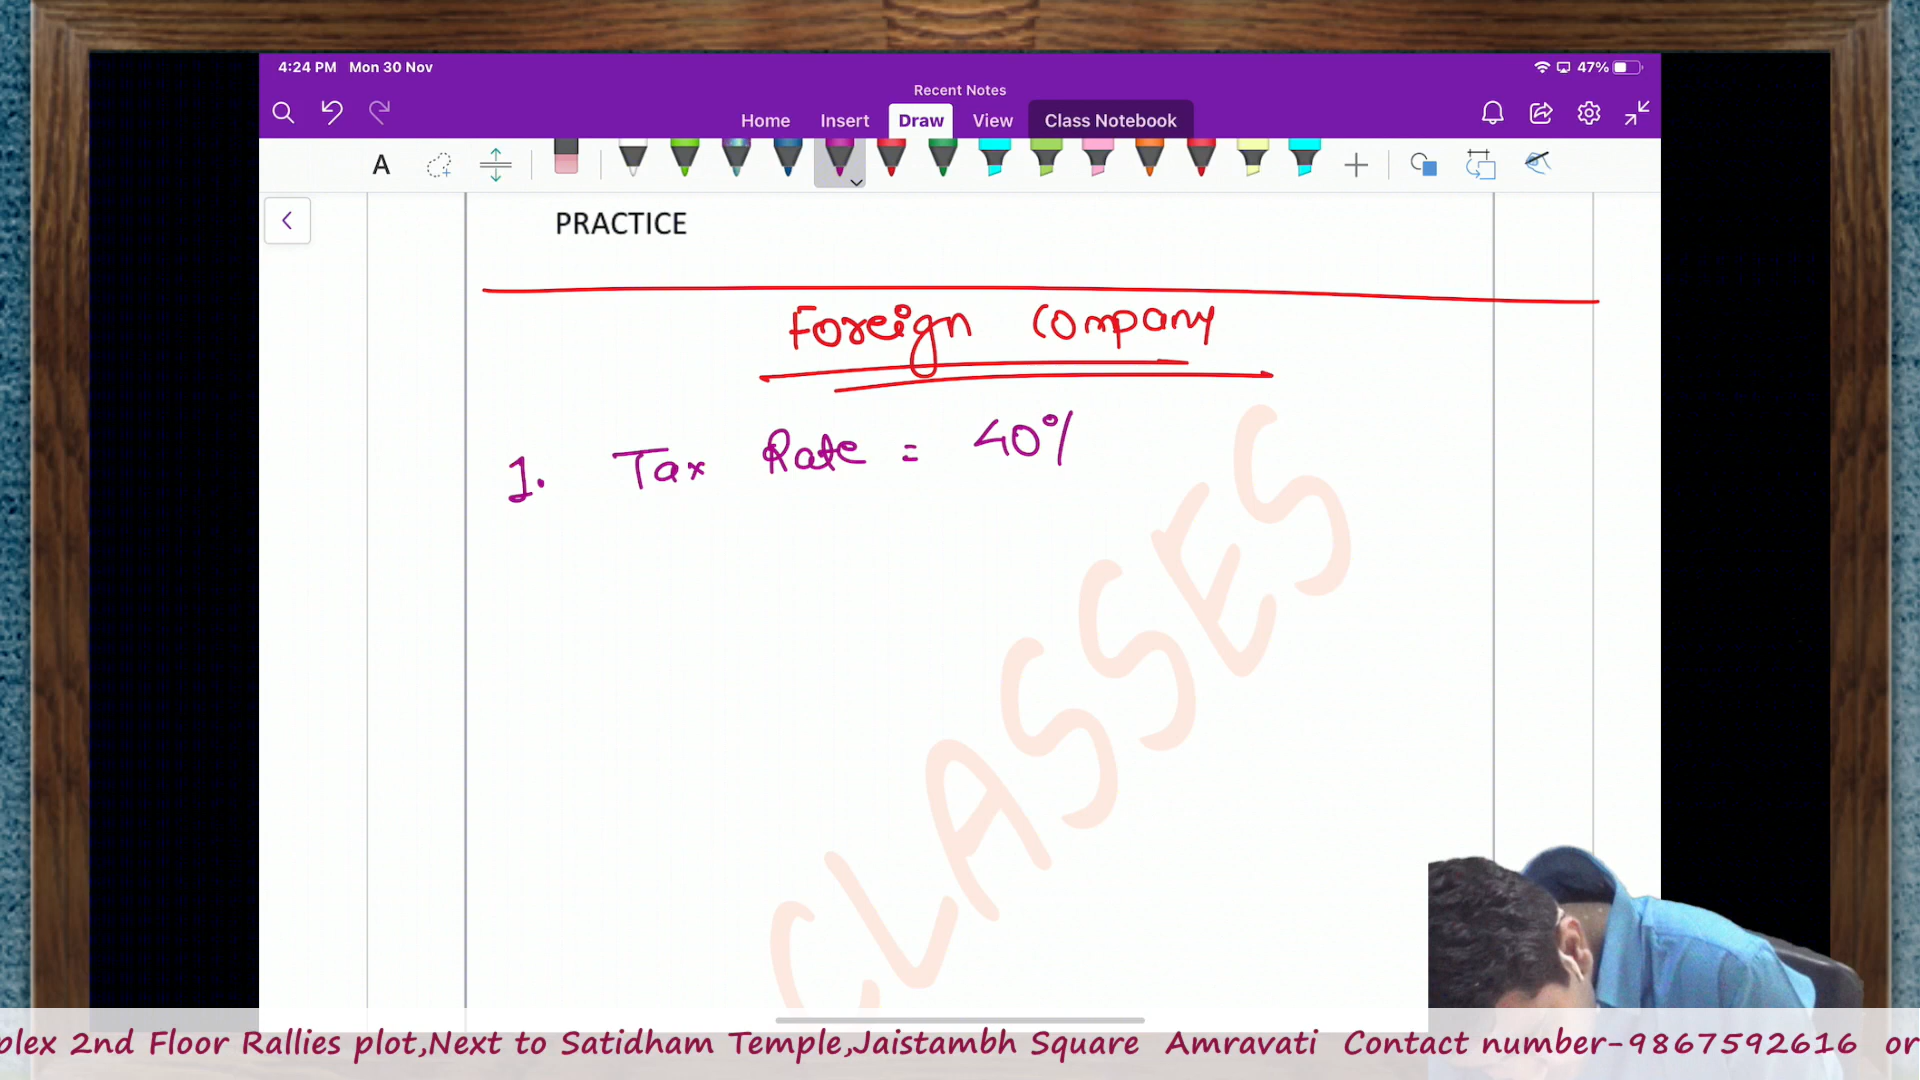 4:24 PM Mon 30 Nov
47%
Recent Notes
Home Insert Draw View Class Notebook
A
PRACTICE
Foreign Company
1. Tax Rate = 40%
CLASSES
plex 2nd Floor Rallies plot,Next to Satidham Temple,Jaistambh Square Amravati Contact number-9867592616 or